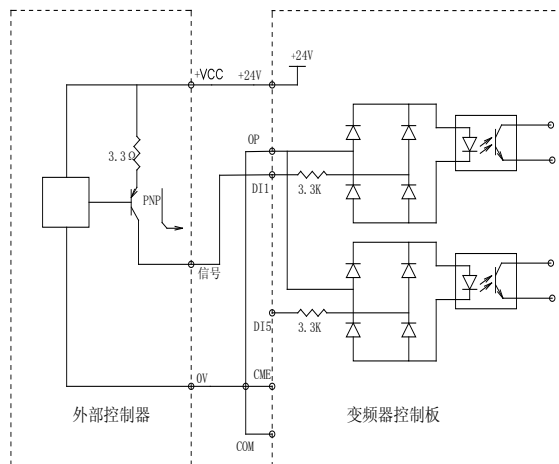 +VCC
+24V
+24V
OP
3.3Ω
DI1
3.3K
PNP
信号
DI5
3.3K
0V
CME
外部控制器
变频器控制板
COM